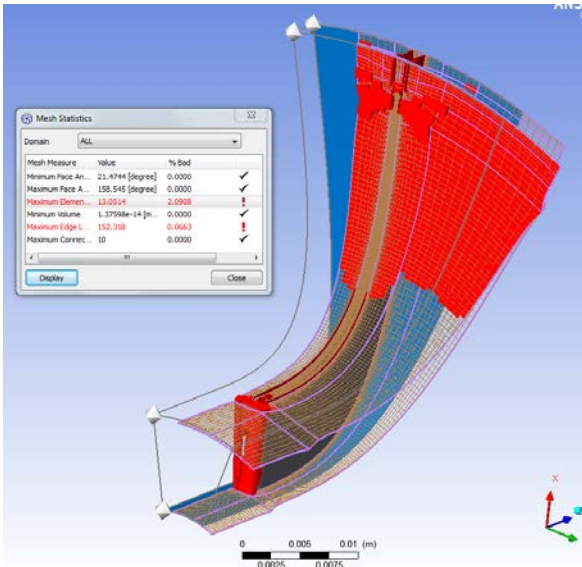 ANS
Mesh Statistics
Domain ALL
Mesh Measure Value % Bad
Minimum Face An... 21.4744 [degree] 0.0000
Maximum Face A... 158.545 [degree] 0.0000
Maximum Elemen... 13.0514 2.0908
Minimum Volume 1.37598e-14 [m... 0.0000
Maximum Edge L... 152.318 0.0663
Maximum Connec... 10 0.0000
Display Close
X
0 0.005 0.01 (m)
0.0025 0.0075